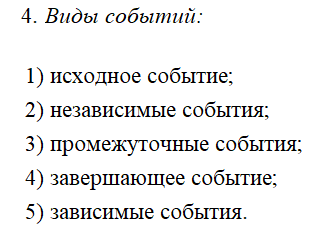 4. Виды событий:
1) исходное событие;
2) независимые события;
3) промежуточные события;
4) завершающее событие;
5) зависимые события.